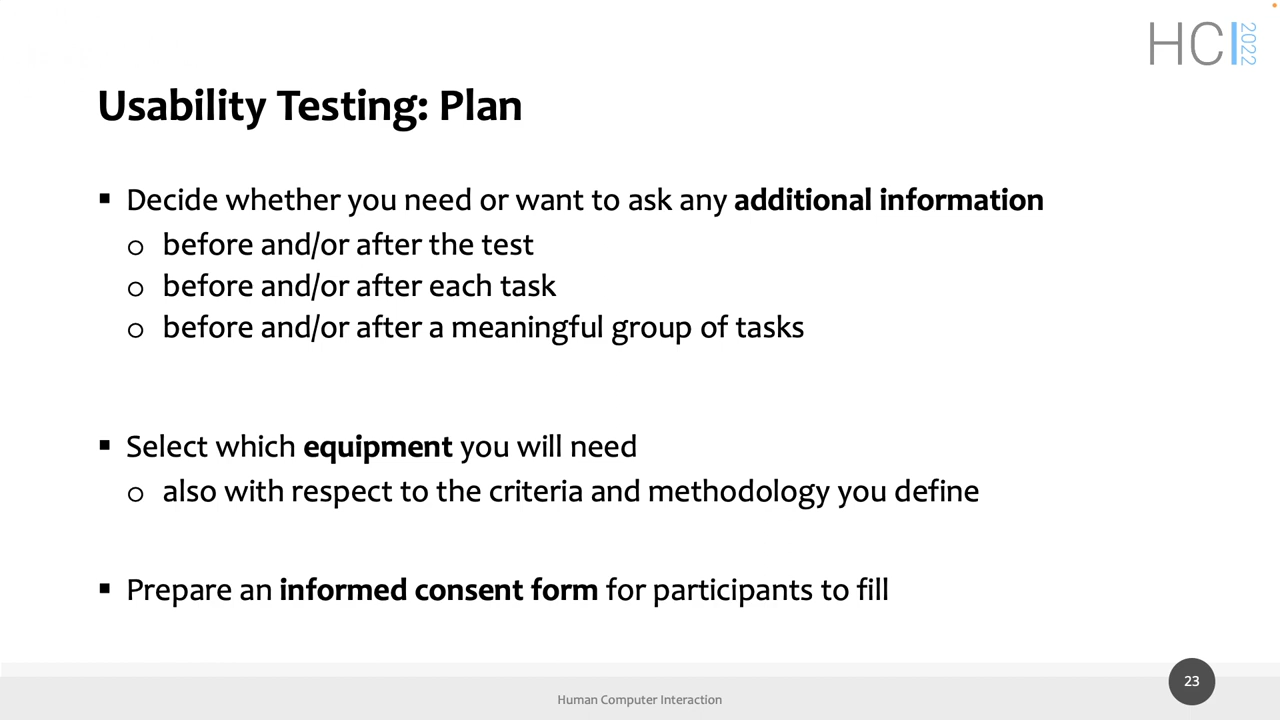 HCI 2022
Usability Testing: Plan
▪ Decide whether you need or want to ask any additional information
o before and/or after the test
o before and/or after each task
o before and/or after a meaningful group of tasks
▪ Select which equipment you will need
o also with respect to the criteria and methodology you define
▪ Prepare an informed consent form for participants to fill
Human Computer Interaction
23